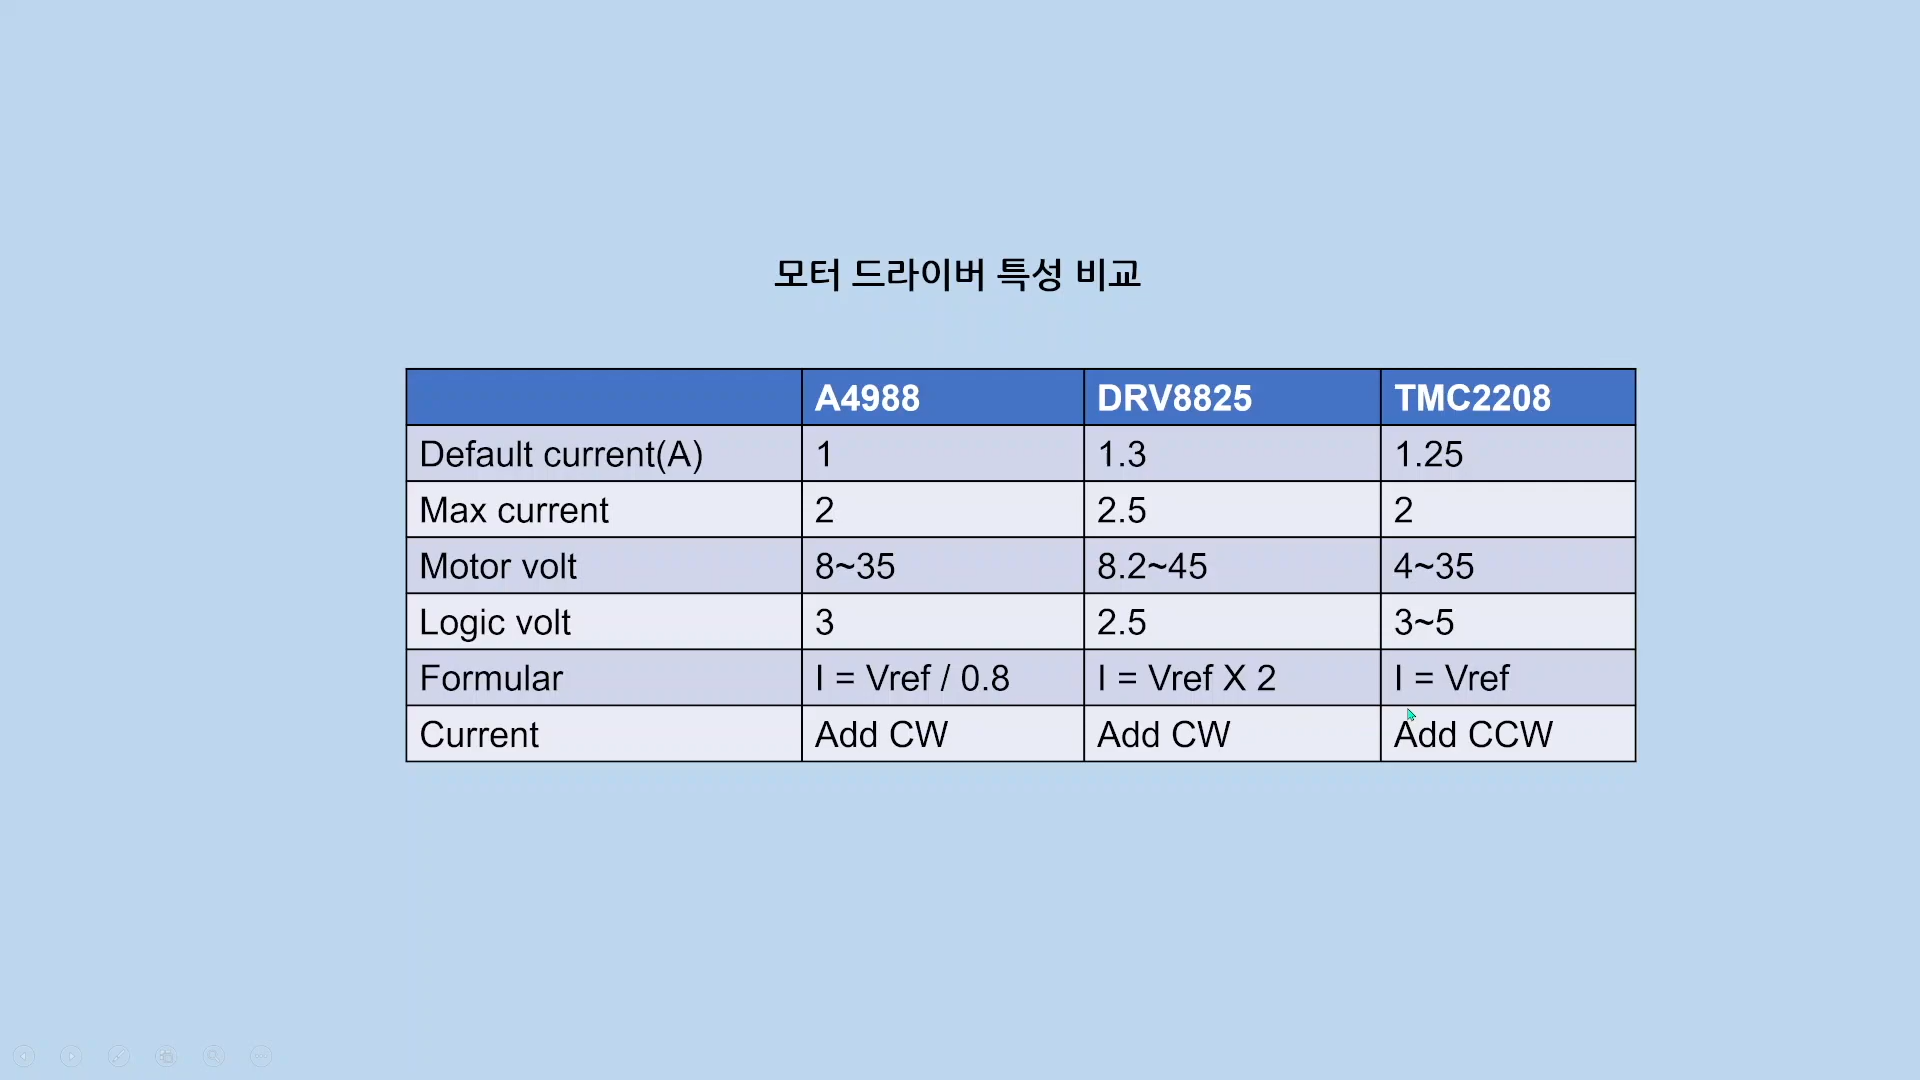 모터 드라이버 특성 비교
A4988 DRV8825 TMC2208
Default current(A) 1 1.3 1.25
Max current 2 2.5 2
Motor volt 8~35 8.2~45 4~35
Logic volt 3 2.5 3~5
Formular I = Vref / 0.8 I = Vref X 2 I = Vref
Current Add CW Add CW Add CCW